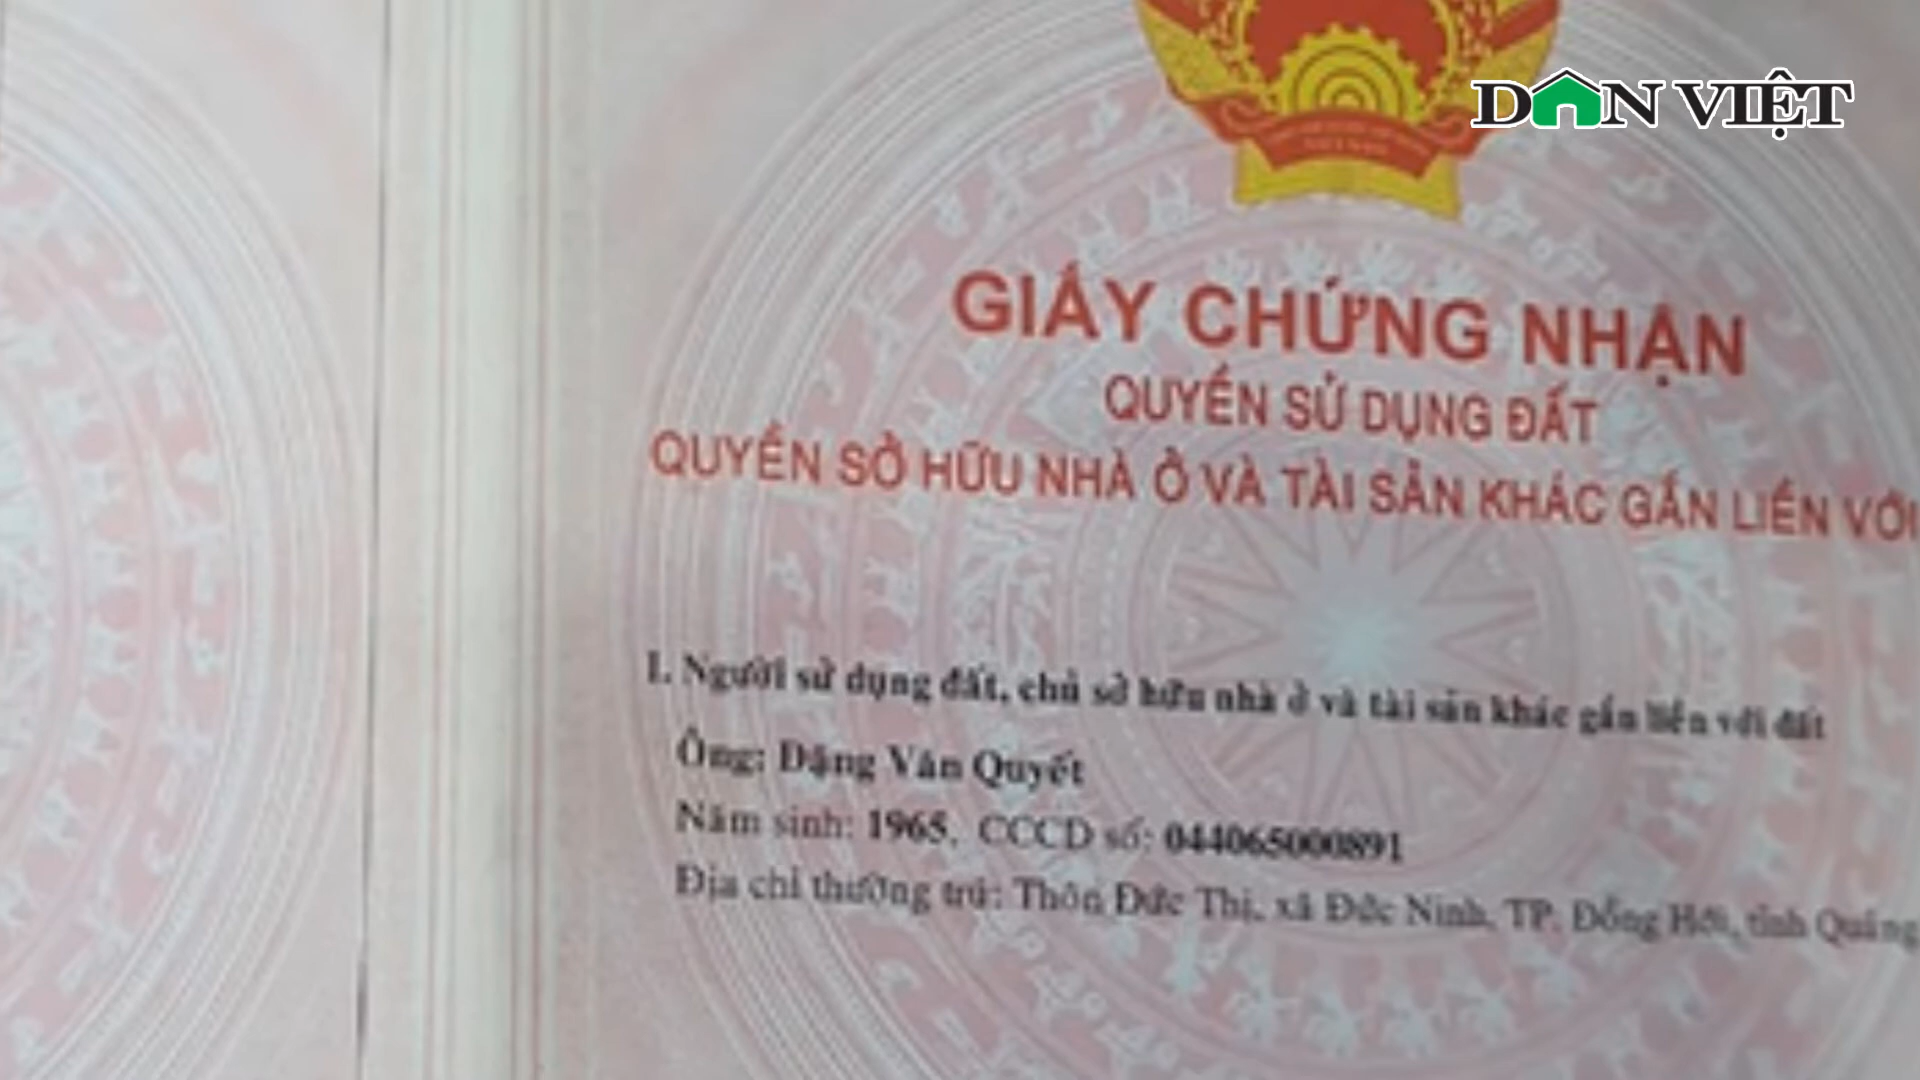 DÂN VIỆT
GIẤY CHỨNG NHẬN
QUYỀN SỬ DỤNG ĐẤT
QUYỀN SỞ HỮU NHÀ Ở VÀ TÀI SẢN KHÁC GẮN LIỀN VỚI
I. Người sử dụng đất, chủ sở hữu nhà ở và tài sản khác gắn liền với đất
Ông: Đặng Văn Quyết
Năm sinh: 1965, CCCD số: 044065000891
Địa chỉ thường trú: Thôn Đức Thị, xã Đức Ninh, TP. Đồng Hới, tỉnh Quảng